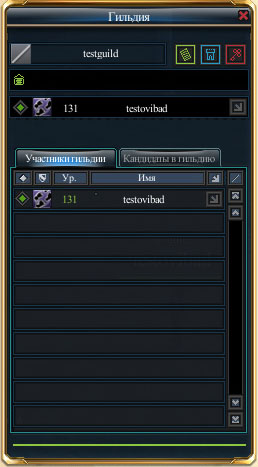 Гильдия
testguild
131 testovibad
Участники гильдии Кандидаты в гильдию
Ур. Имя
131 testovibad